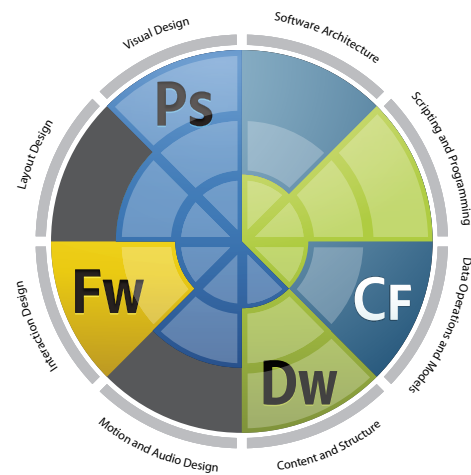 Visual Design
Software Architecture
Layout Design
Scripting and Programming
Ps
Fw
CF
Dw
Interaction Design
Data Operations and Models
Motion and Audio Design
Content and Structure